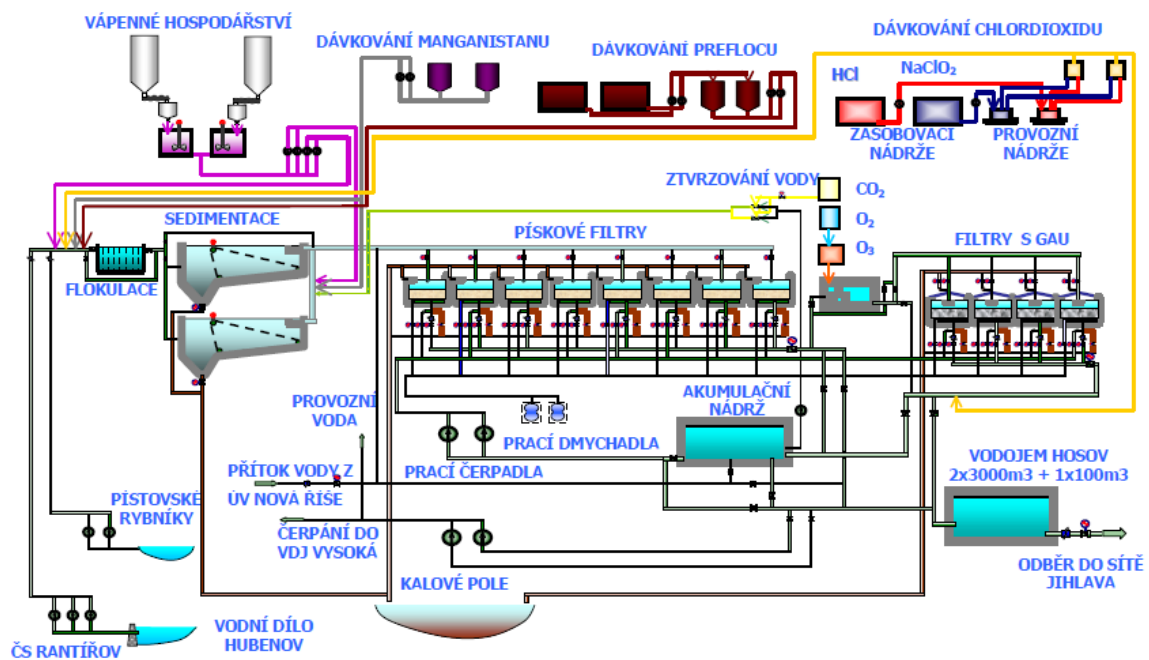 VÁPENNÉ HOSPODÁŘSTVÍ
DÁVKOVÁNÍ MANGANISTANU
DÁVKOVÁNÍ PREFLOCU
DÁVKOVÁNÍ CHLORDIOXIDU
HCl
NaClO₂
ZÁSOBOVACÍ
NÁDRŽE
PROVOZNÍ
NÁDRŽE
ZTVRZOVÁNÍ VODY
CO₂
O₂
O₃
SEDIMENTACE
FLOKULACE
PÍSKOVÉ FILTRY
FILTRY S GAU
PROVOZNÍ
VODA
PRACÍ DMYCHADLA
AKUMULAČNÍ
NÁDRŽ
PŘÍTOK VODY Z
ÚV NOVÁ ŘÍŠE
PRACÍ ČERPADLA
VODOJEM HOSOV
2x3000m3 + 1x100m3
PÍSTOVSKÉ
RYBNÍKY
ČERPÁNÍ DO
VDJ VYSOKÁ
ODBĚR DO SÍTĚ
JIHLAVA
KALOVÉ POLE
VODNÍ DÍLO
HUBENOV
ČS RANTÍŘOV